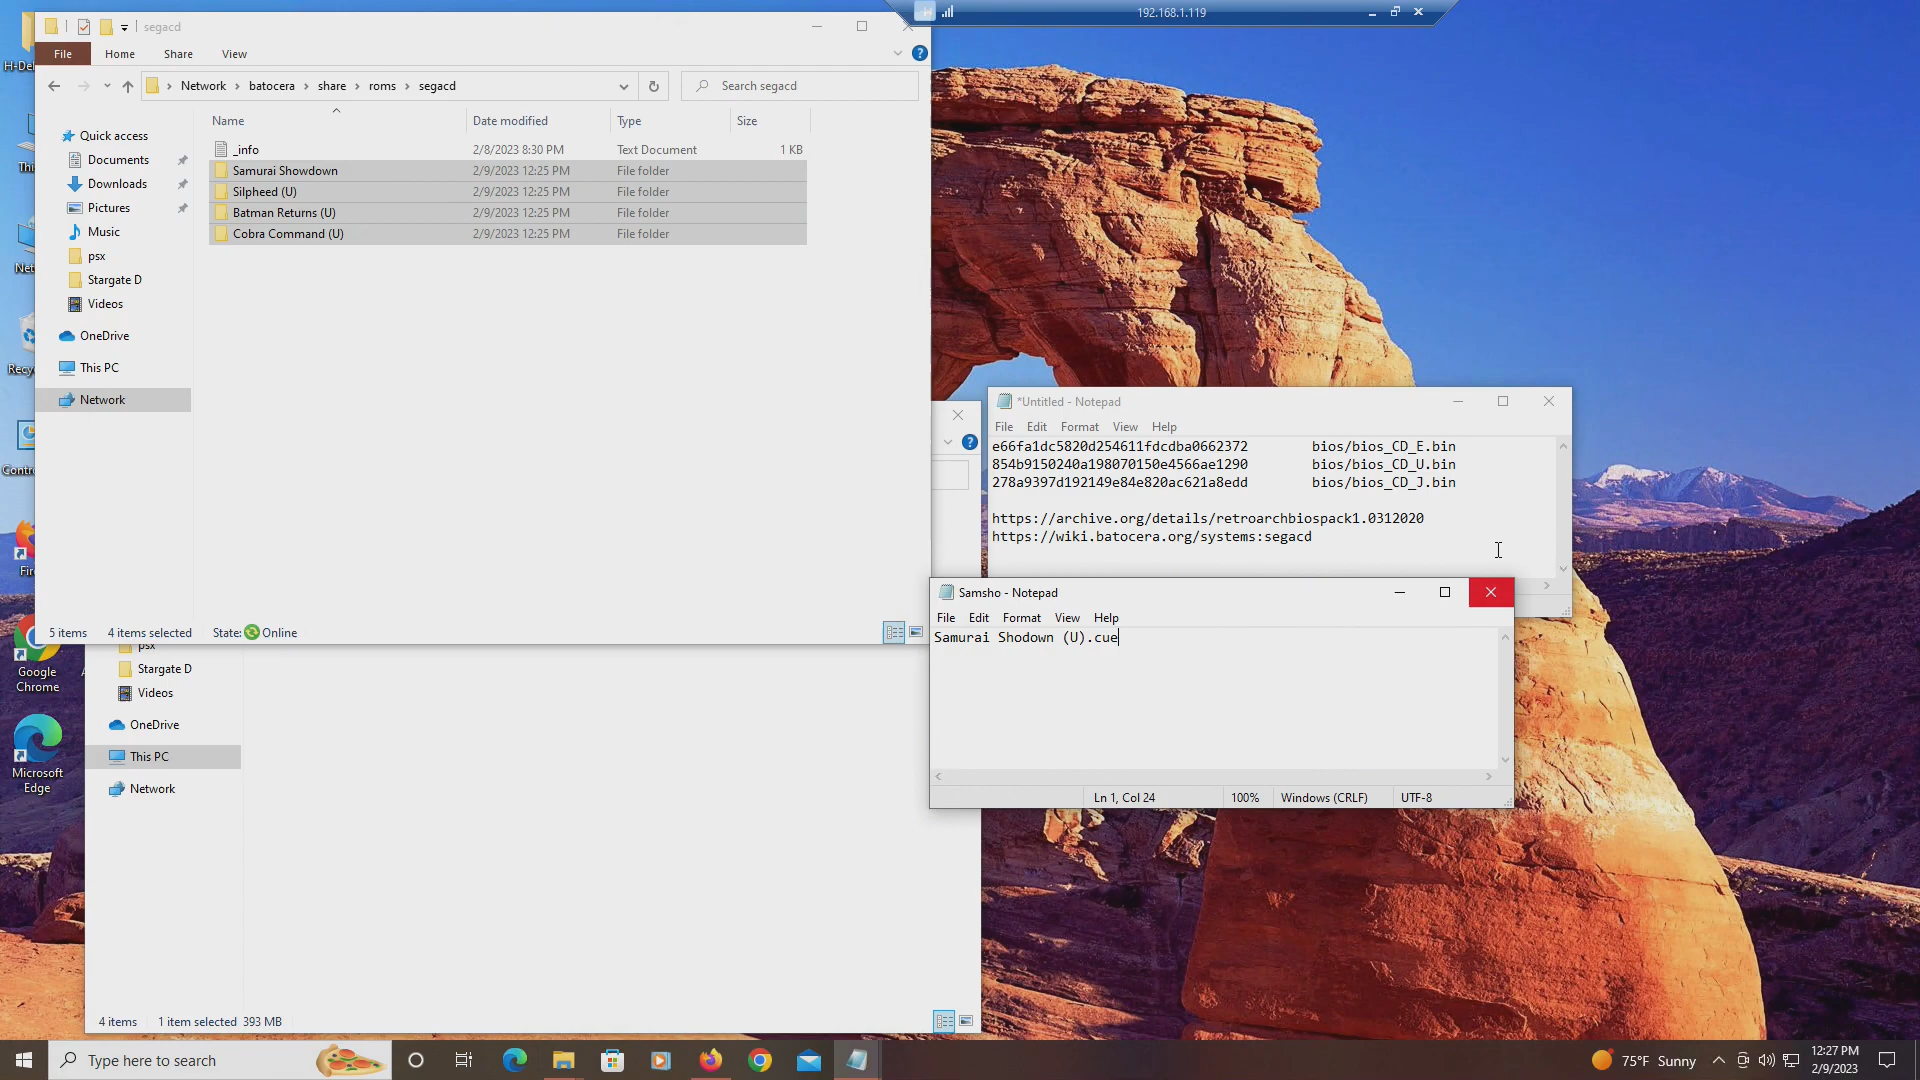 192.168.1.119
segacd
File Home Share View
Network batocera share roms segacd
Search segacd
Name Date modified Type Size
_info 2/8/2023 8:30 PM Text Document 1 KB
Samurai Showdown 2/9/2023 12:25 PM File folder
Silpheed (U) 2/9/2023 12:25 PM File folder
Batman Returns (U) 2/9/2023 12:25 PM File folder
Cobra Command (U) 2/9/2023 12:25 PM File folder
Quick access
Documents
Downloads
Pictures
Music
psx
Stargate D
Videos
OneDrive
This PC
Network
5 items 4 items selected State: Online
psx
Stargate D
Videos
OneDrive
This PC
Network
4 items 1 item selected 393 MB
*Untitled - Notepad
File Edit Format View Help
e66fa1dc5820d254611fdcdba0662372 bios/bios_CD_E.bin
854b9150240a198070150e4566ae1290 bios/bios_CD_U.bin
278a9397d192149e84e820ac621a8edd bios/bios_CD_J.bin
https://archive.org/details/retroarchbiospack1.0312020
https://wiki.batocera.org/systems:segacd
Samsho - Notepad
File Edit Format View Help
Samurai Shodown (U).cue
Ln 1, Col 24 100% Windows (CRLF) UTF-8
H-De
Thi
Net
Recy
Contr
Fir
Google
Chrome
Microsoft
Edge
Type here to search
75°F Sunny
12:27 PM
2/9/2023